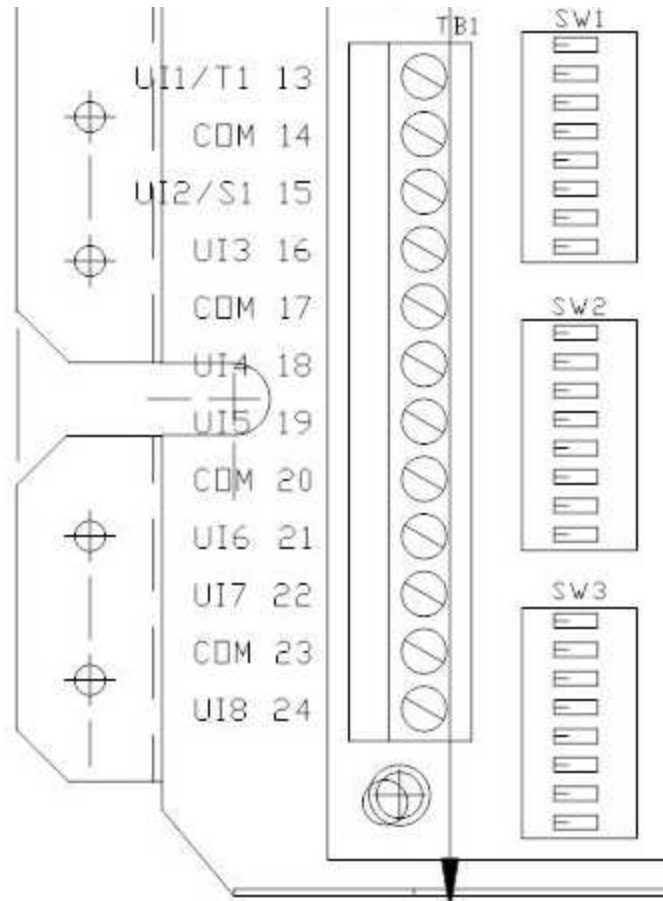 TB1
SW1
UI1/T1 13
COM 14
UI2/S1 15
UI3 16
COM 17
SW2
UI4 18
UI5 19
COM 20
UI6 21
UI7 22
SW3
COM 23
UI8 24